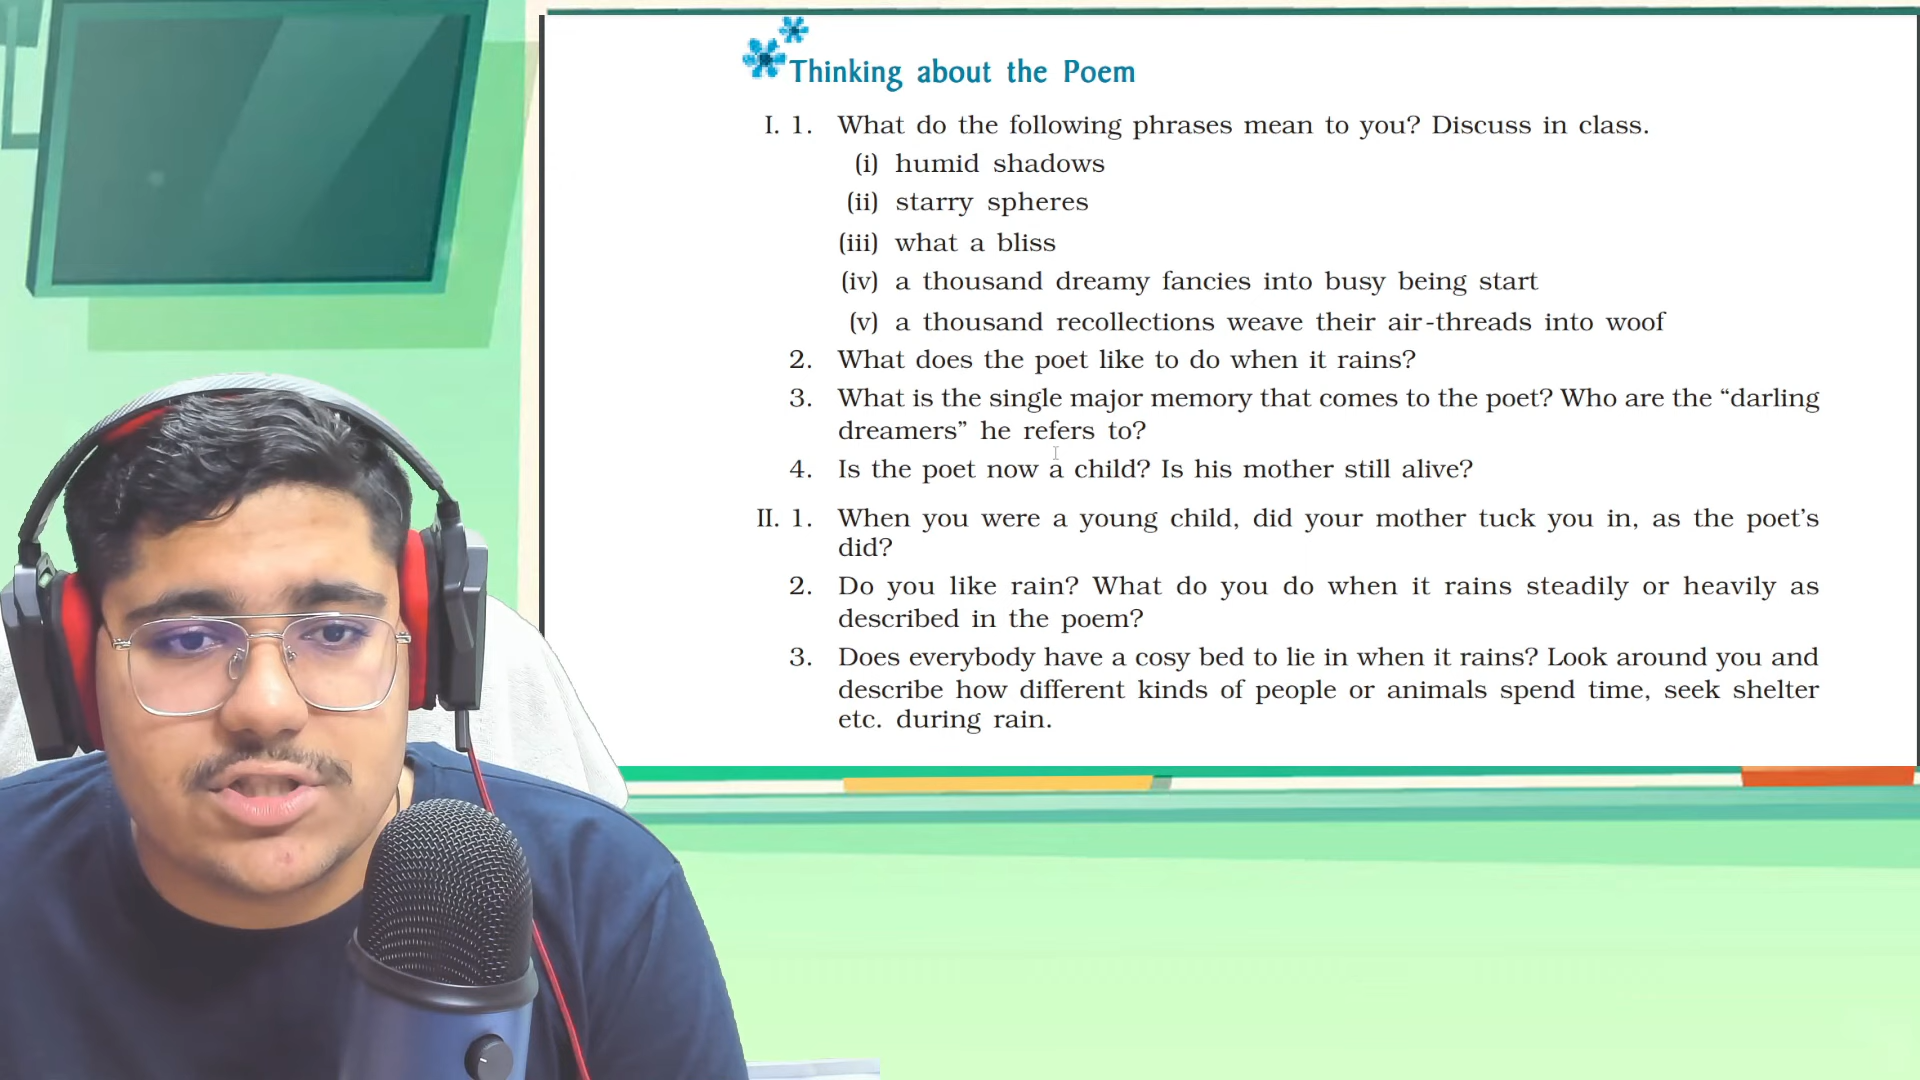 Thinking about the Poem
I. 1. What do the following phrases mean to you? Discuss in class.
(i) humid shadows
(ii) starry spheres
(iii) what a bliss
(iv) a thousand dreamy fancies into busy being start
(v) a thousand recollections weave their air-threads into woof
2. What does the poet like to do when it rains?
3. What is the single major memory that comes to the poet? Who are the “darling
dreamers” he refers to?
4. Is the poet now a child? Is his mother still alive?
II. 1. When you were a young child, did your mother tuck you in, as the poet’s
did?
2. Do you like rain? What do you do when it rains steadily or heavily as
described in the poem?
3. Does everybody have a cosy bed to lie in when it rains? Look around you and
describe how different kinds of people or animals spend time, seek shelter
etc. during rain.